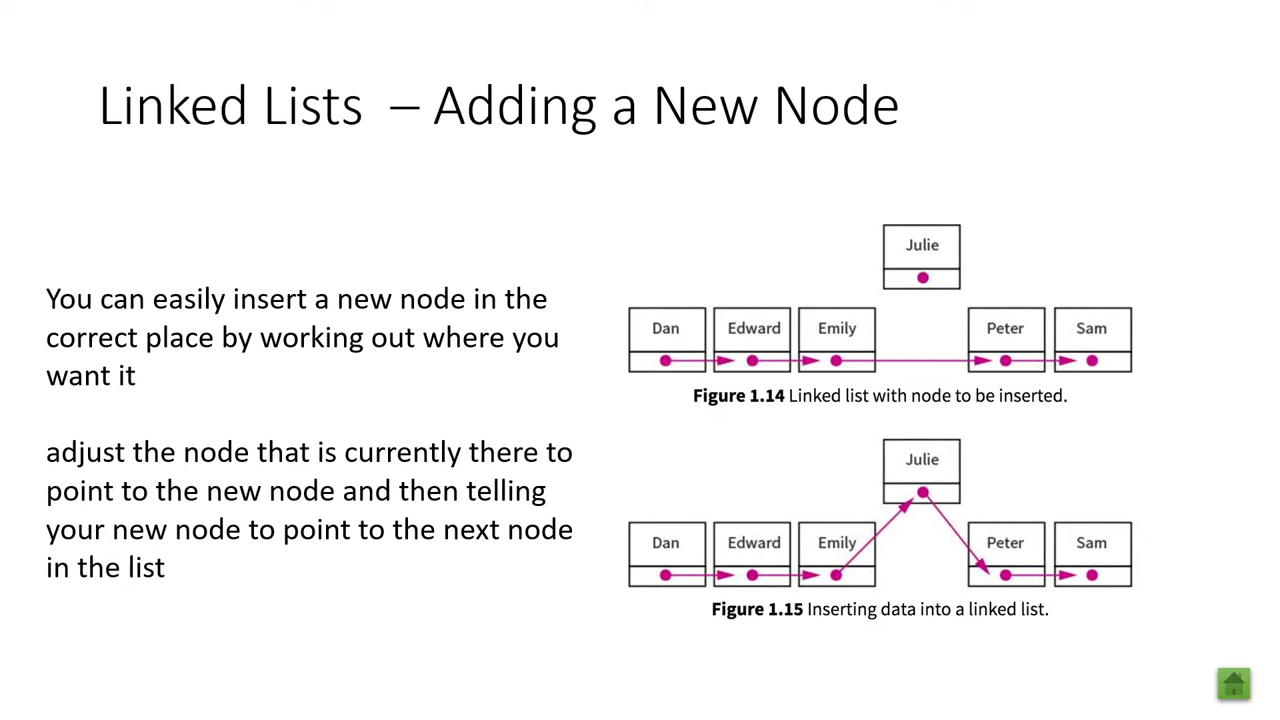 Linked Lists – Adding a New Node
You can easily insert a new node in the
correct place by working out where you
want it
adjust the node that is currently there to
point to the new node and then telling
your new node to point to the next node
in the list
Julie
Dan Edward Emily Peter Sam
Figure 1.14 Linked list with node to be inserted.
Julie
Dan Edward Emily Peter Sam
Figure 1.15 Inserting data into a linked list.